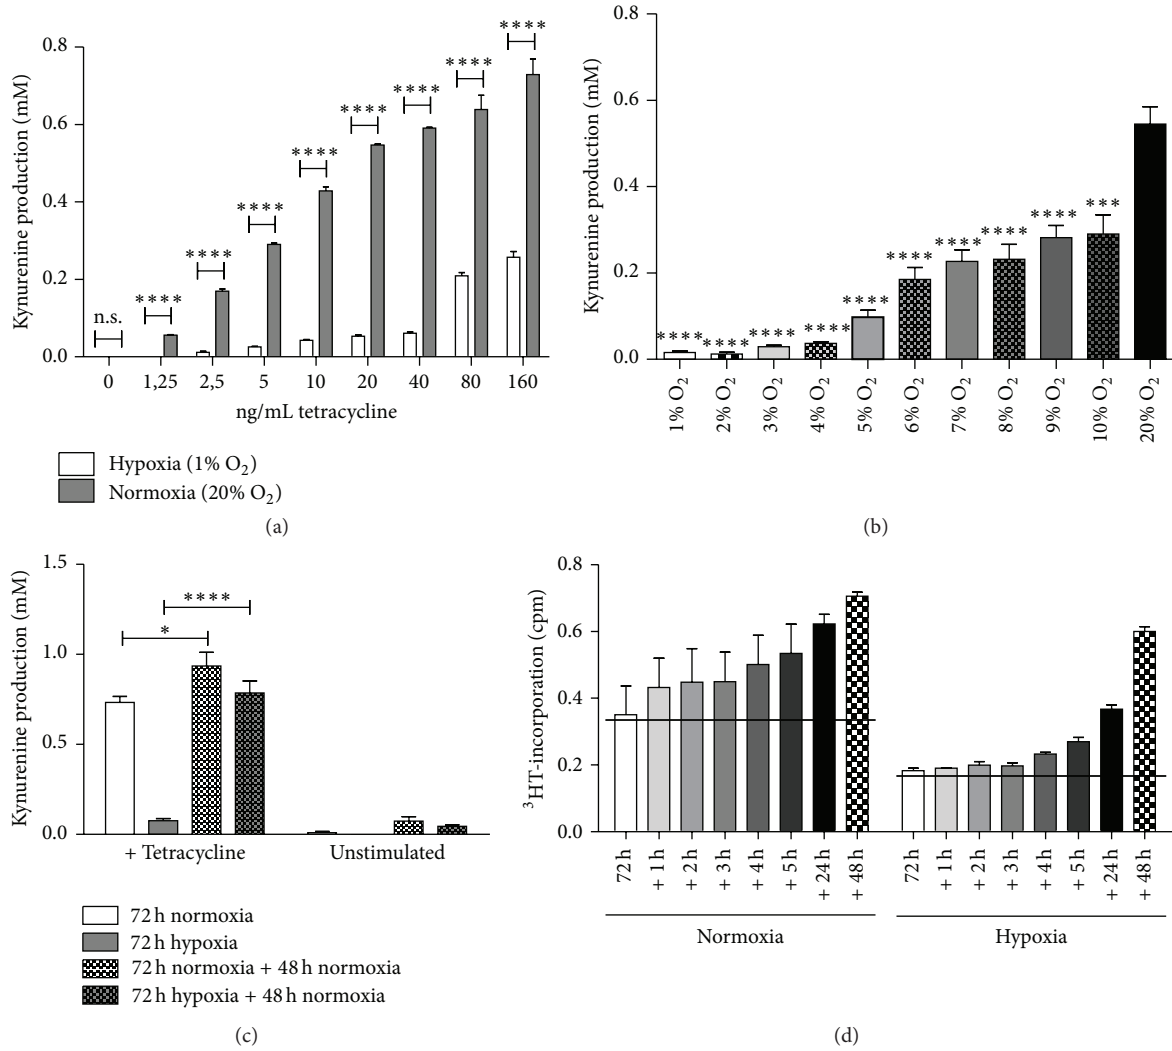 Kynurenine production (mM)
0.8
0.6
0.4
0.2
0.0
n.s.
****
****
****
****
****
****
****
****
0 1,25 2,5 5 10 20 40 80 160
ng/mL tetracycline
Hypoxia (1% O₂)
Normoxia (20% O₂)
(a)
Kynurenine production (mM)
0.8
0.6
0.4
0.2
0.0
****
****
****
****
****
****
****
****
****
***
1% O₂
2% O₂
3% O₂
4% O₂
5% O₂
6% O₂
7% O₂
8% O₂
9% O₂
10% O₂
20% O₂
(b)
Kynurenine production (mM)
1.5
1.0
0.5
0.0
****
*
+ Tetracycline Unstimulated
72 h normoxia
72 h hypoxia
72 h normoxia + 48 h normoxia
72 h hypoxia + 48 h normoxia
(c)
³HT-incorporation (cpm)
0.8
0.6
0.4
0.2
0.0
72 h
+ 1 h
+ 2 h
+ 3 h
+ 4 h
+ 5 h
+ 24 h
+ 48 h
Normoxia
72 h
+ 1 h
+ 2 h
+ 3 h
+ 4 h
+ 5 h
+ 24 h
+ 48 h
Hypoxia
(d)